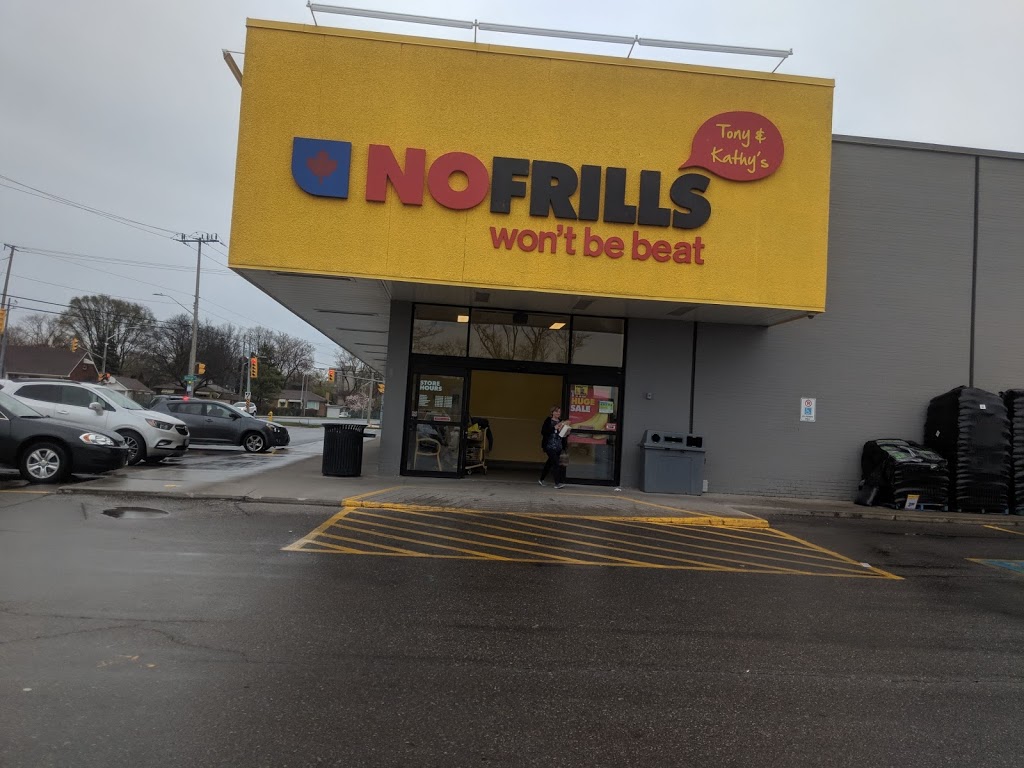 Tony &
Kathy's
NOFRILLS
won't be beat
STORE
HOURS
HUGE
SALE